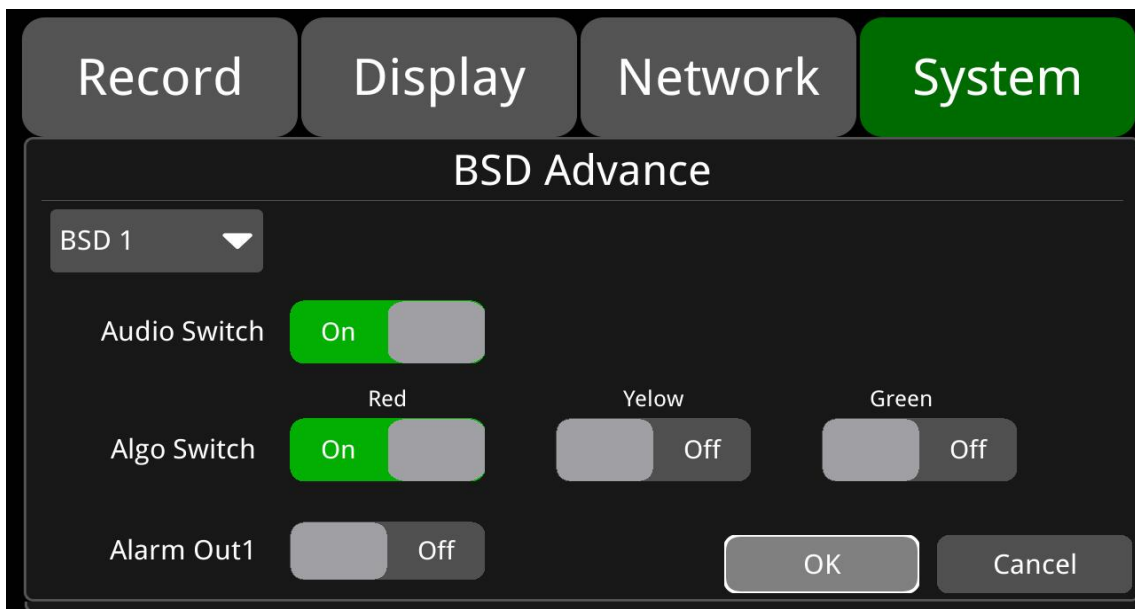 Record Display Network System
BSD Advance
BSD 1
Audio Switch On
Red Yelow Green
Algo Switch On Off Off
Alarm Out1 Off OK Cancel